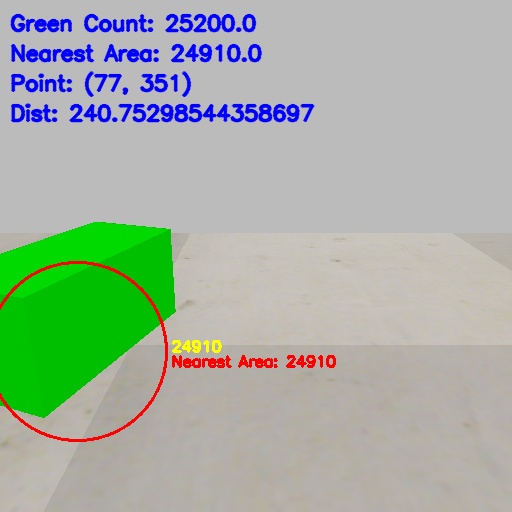 Green Count: 25200.0
Nearest Area: 24910.0
Point: (77, 351)
Dist: 240.75298544358697
24910
Nearest Area: 24910